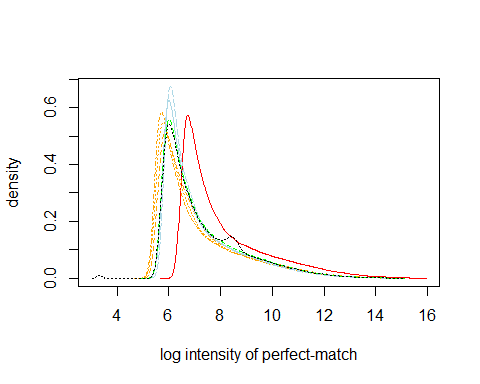 density
0.0 0.2 0.4 0.6
4 6 8 10 12 14 16
log intensity of perfect-match